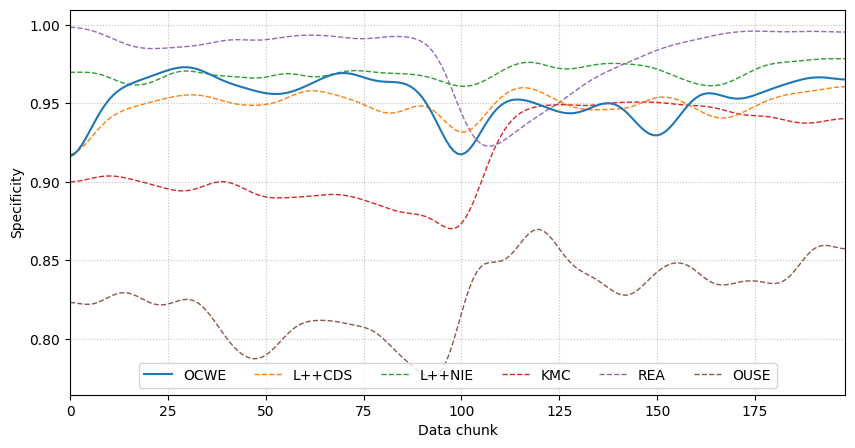 Specificity
1.00
0.95
0.90
0.85
0.80
OCWE L++CDS L++NIE KMC REA OUSE
0 25 50 75 100 125 150 175
Data chunk